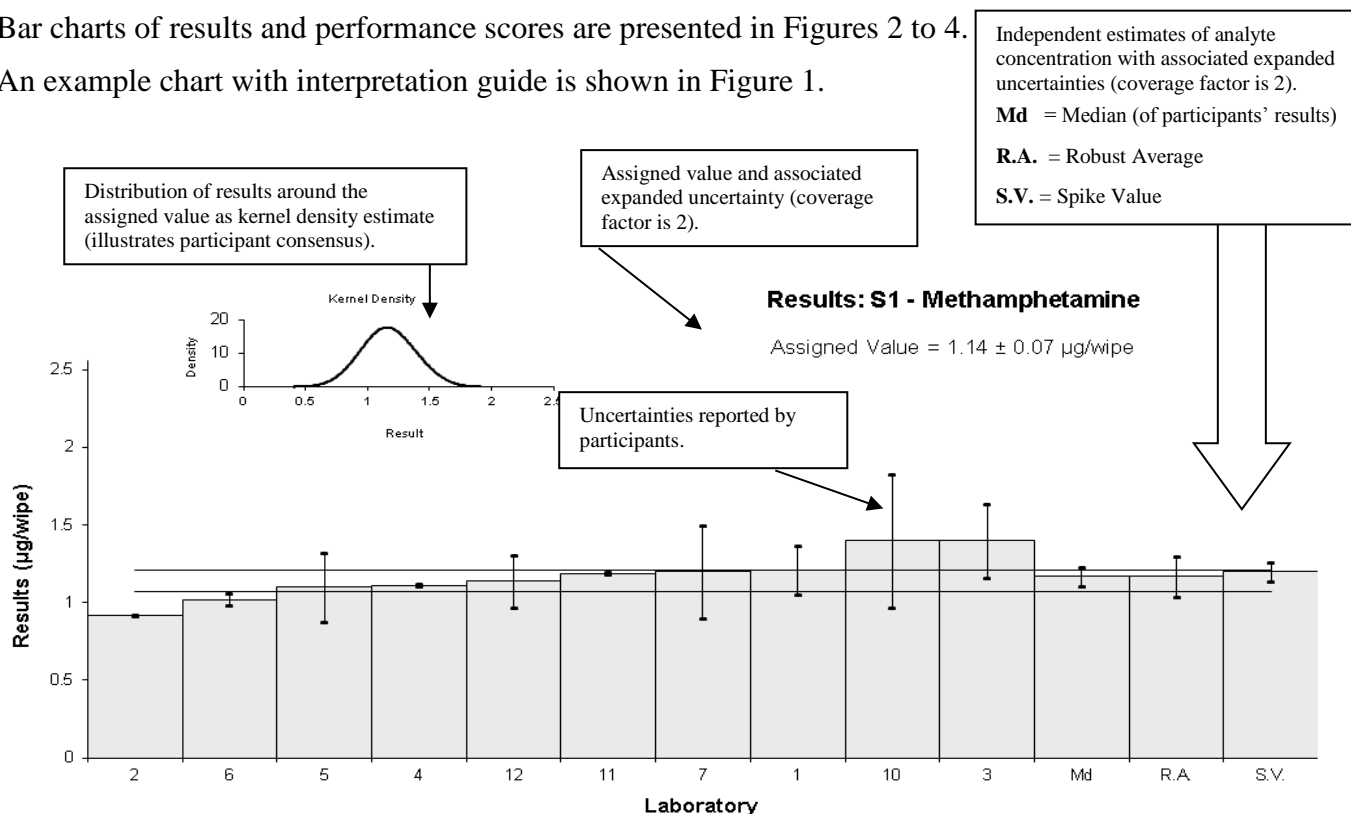 Bar charts of results and performance scores are presented in Figures 2 to 4.
An example chart with interpretation guide is shown in Figure 1.
Independent estimates of analyte
concentration with associated expanded
uncertainties (coverage factor is 2).
Md = Median (of participants' results)
R.A. = Robust Average
S.V. = Spike Value
Distribution of results around the
assigned value as kernel density estimate
(illustrates participant consensus).
Assigned value and associated
expanded uncertainty (coverage
factor is 2).
Kernel Density
Density
20
10
0
0 0.5 1 1.5 2 2.5
Result
Results: S1 - Methamphetamine
Assigned Value = 1.14 ± 0.07 µg/wipe
Uncertainties reported by
participants.
Results (µg/wipe)
2.5
2
1.5
1
0.5
0
2 6 5 4 12 11 7 1 10 3 Md R.A. S.V.
Laboratory